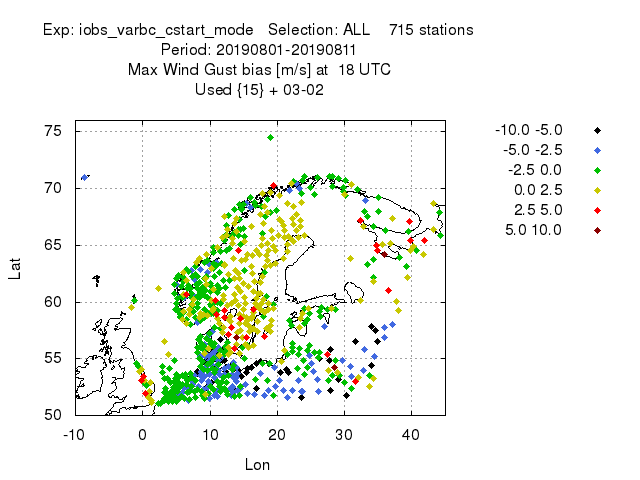 Exp: iobs_varbc_cstart_mode Selection: ALL 715 stations
Period: 20190801-20190811
Max Wind Gust bias [m/s] at 18 UTC
Used {15} + 03-02
-10.0 -5.0
-5.0 -2.5
-2.5 0.0
0.0 2.5
2.5 5.0
5.0 10.0
75
70
65
60
55
50
Lat
-10 0 10 20 30 40
Lon